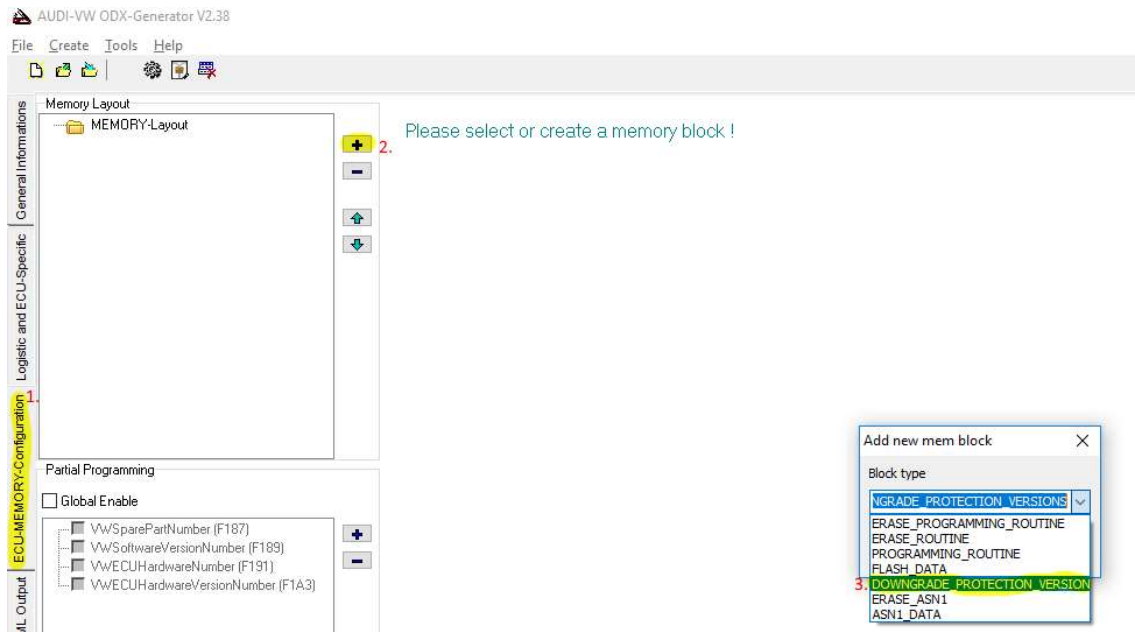 AUDI-VW ODX-Generator V2.38
File Create Tools Help
General Informations
Logistic and ECU-Specific
ECU-MEMORY-Configuration
ML Output
1.
Memory Layout
MEMORY-Layout
2.
Please select or create a memory block !
Partial Programming
Global Enable
VWSparePartNumber (F187)
VWSoftwareVersionNumber (F189)
VWECUHardwareNumber (F191)
VWECUHardwareVersionNumber (F1A3)
Add new mem block
Block type
NGRADE_PROTECTION_VERSIONS
ERASE_PROGRAMMING_ROUTINE
ERASE_ROUTINE
PROGRAMMING_ROUTINE
FLASH_DATA
3. DOWNGRADE_PROTECTION_VERSION
ERASE_ASN1
ASN1_DATA